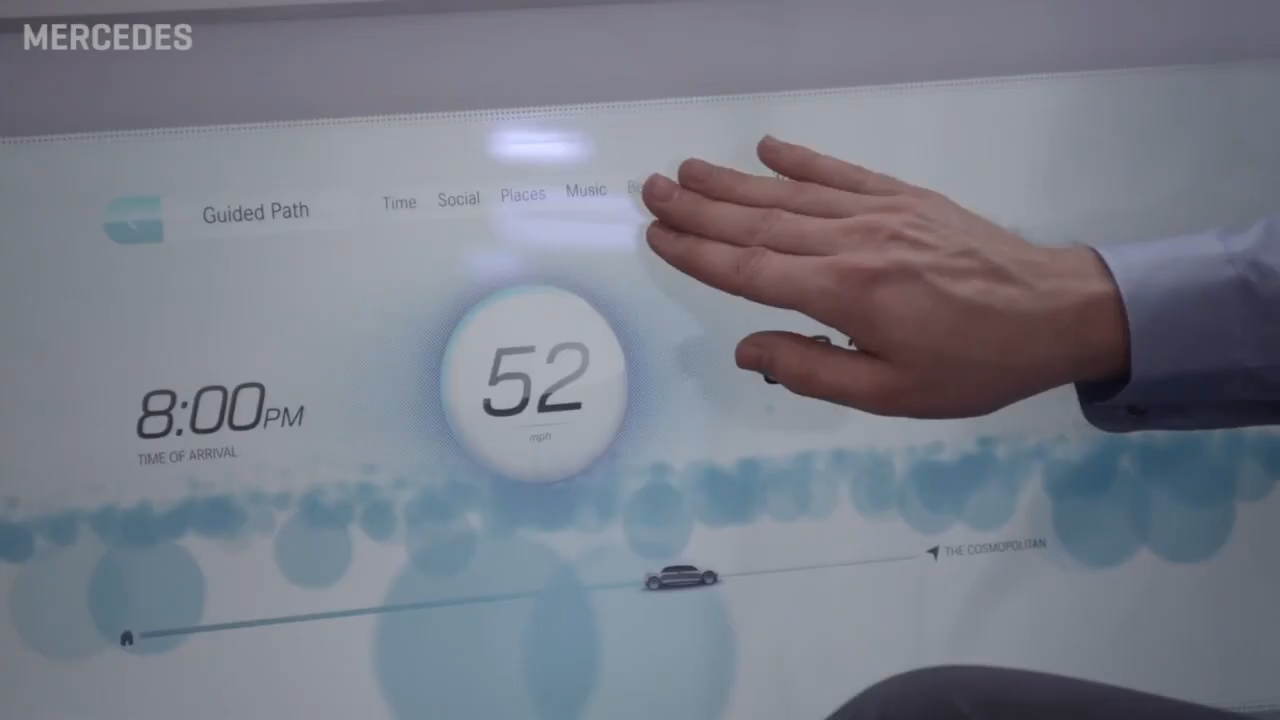 MERCEDES
Guided Path
Time Social Places Music
52
mph
8:00PM
TIME OF ARRIVAL
THE COSMOPOLITAN